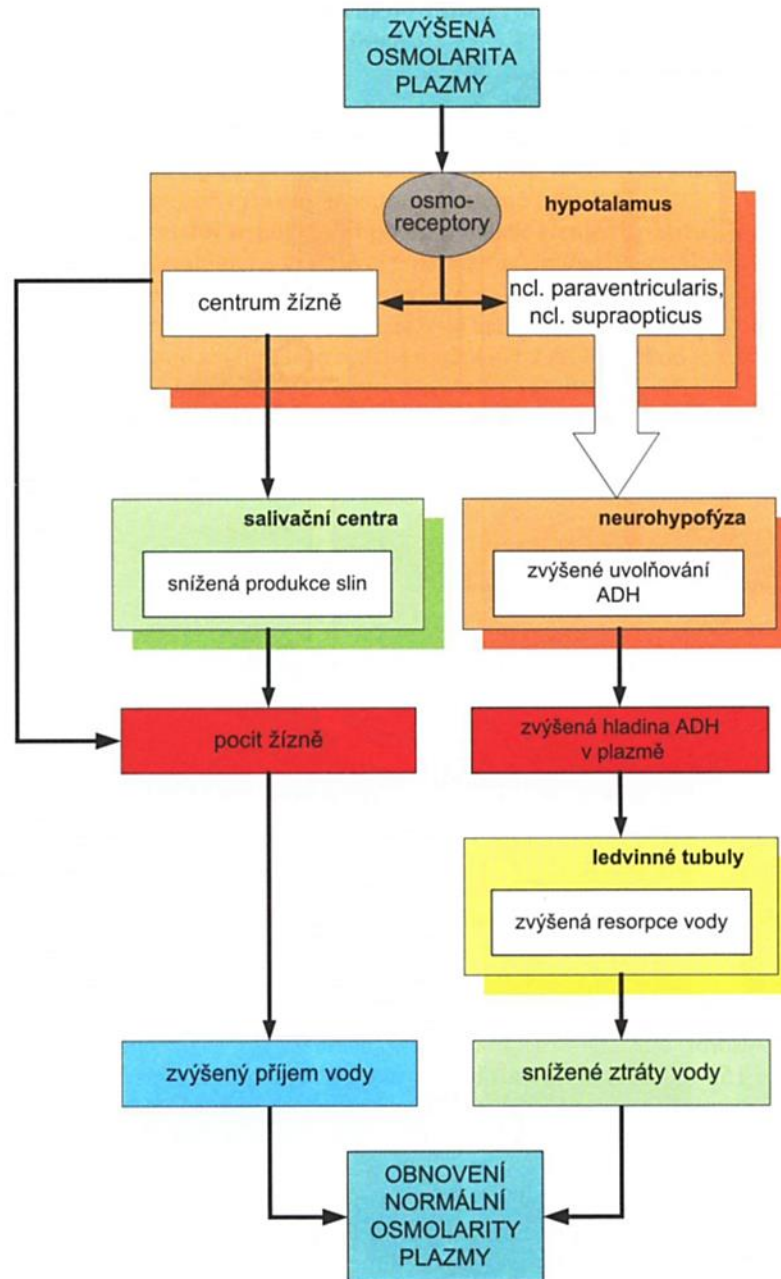 ZVÝŠENÁ
OSMOLARITA
PLAZMY
osmo-
receptory
hypotalamus
centrum žízně
ncl. paraventricularis,
ncl. supraopticus
salivační centra
snížená produkce slin
neurohypofýza
zvýšené uvolňování
ADH
pocit žízně
zvýšená hladina ADH
v plazmě
ledvinné tubuly
zvýšená resorpce vody
zvýšený příjem vody
snížené ztráty vody
OBNOVENÍ
NORMÁLNÍ
OSMOLARITY
PLAZMY